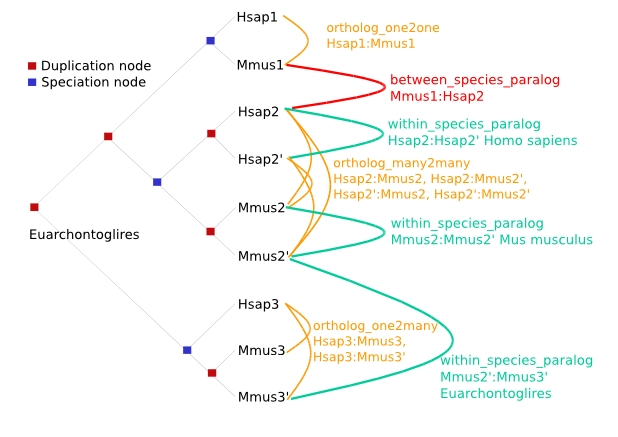 Hsap1
ortholog_one2one
Hsap1:Mmus1
Duplication node
Speciation node
Mmus1
between_species_paralog
Mmus1:Hsap2
Hsap2
within_species_paralog
Hsap2:Hsap2' Homo sapiens
Hsap2'
ortholog_many2many
Hsap2:Mmus2, Hsap2:Mmus2',
Hsap2':Mmus2, Hsap2':Mmus2'
Mmus2
Euarchontoglires
within_species_paralog
Mmus2:Mmus2' Mus musculus
Mmus2'
Hsap3
ortholog_one2many
Hsap3:Mmus3,
Hsap3:Mmus3'
Mmus3
within_species_paralog
Mmus2':Mmus3'
Euarchontoglires
Mmus3'